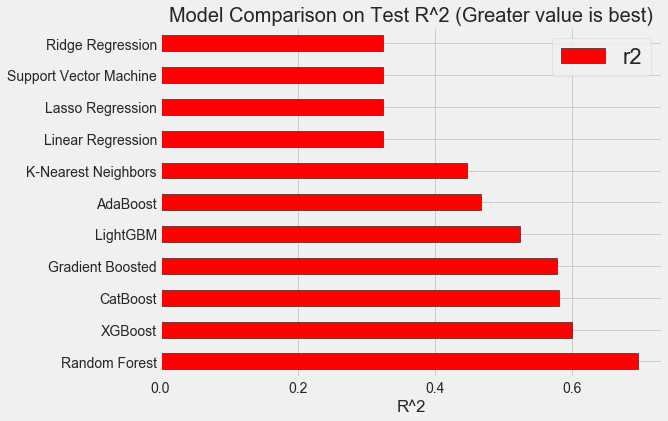 Model Comparison on Test R^2 (Greater value is best)
r2
Ridge Regression
Support Vector Machine
Lasso Regression
Linear Regression
K-Nearest Neighbors
AdaBoost
LightGBM
Gradient Boosted
CatBoost
XGBoost
Random Forest
0.0 0.2 0.4 0.6
R^2